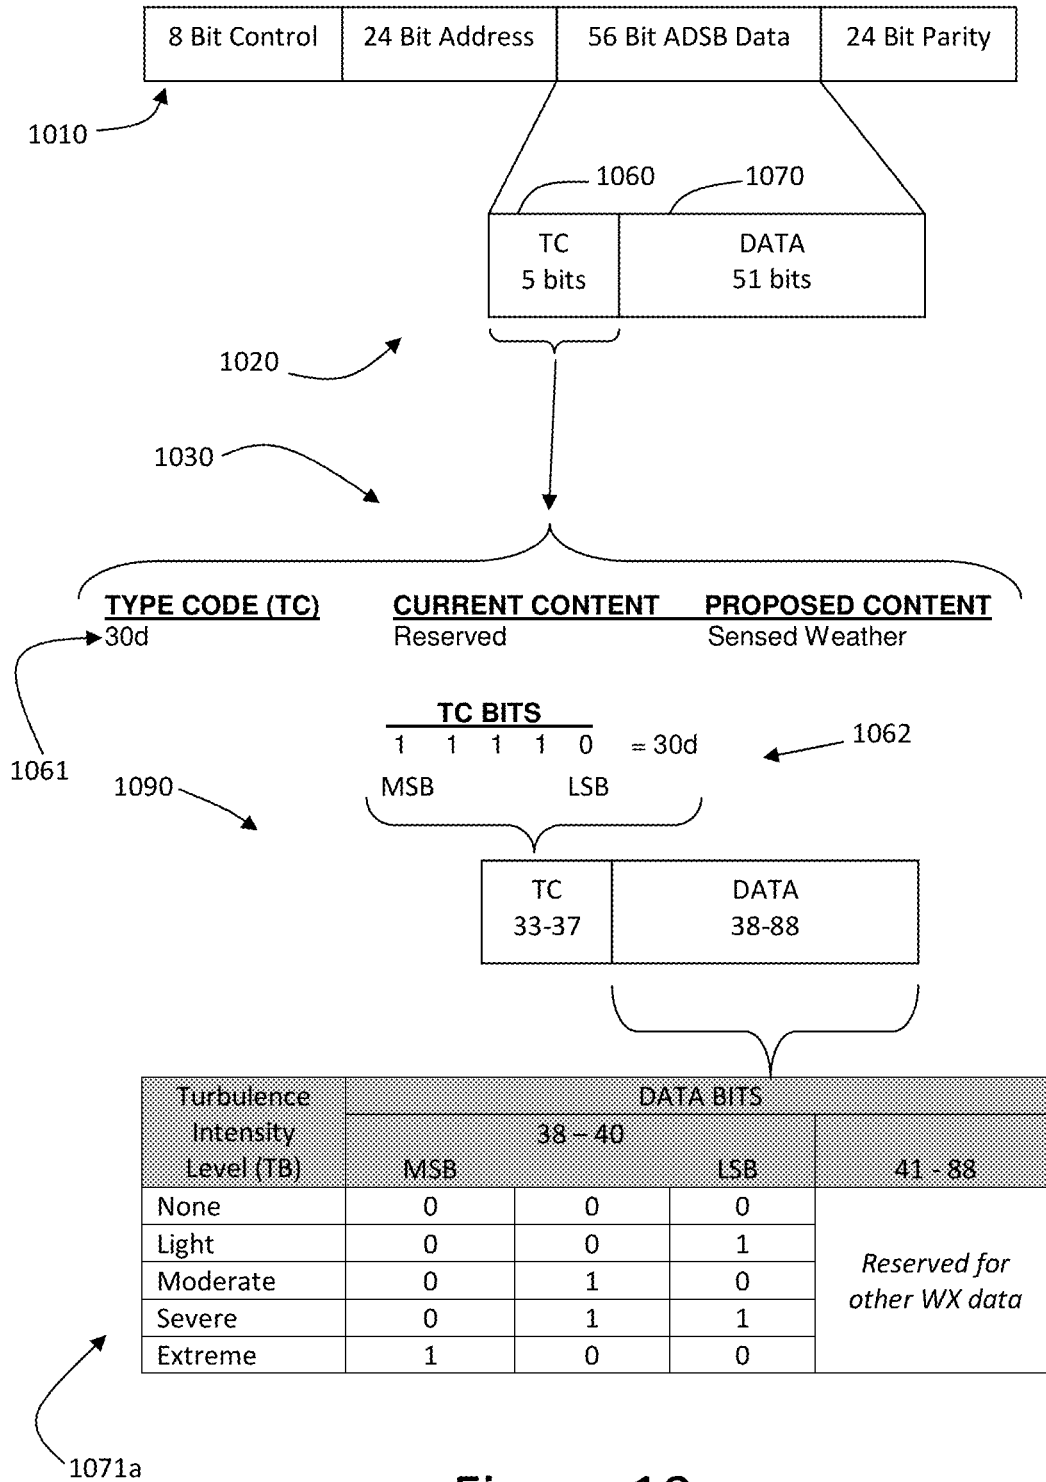 8 Bit Control 24 Bit Address 56 Bit ADSB Data 24 Bit Parity
1010
1060 1070
TC DATA
5 bits 51 bits
1020
1030
TYPE CODE (TC) CURRENT CONTENT PROPOSED CONTENT
30d Reserved Sensed Weather
TC BITS
1 1 1 1 0 = 30d
1062
1061
1090
MSB LSB
TC DATA
33-37 38-88
Turbulence DATA BITS
Intensity 38 – 40
Level (TB) MSB LSB 41 - 88
None 0 0 0
Light 0 0 1
Reserved for
Moderate 0 1 0
other WX data
Severe 0 1 1
Extreme 1 0 0
1071a